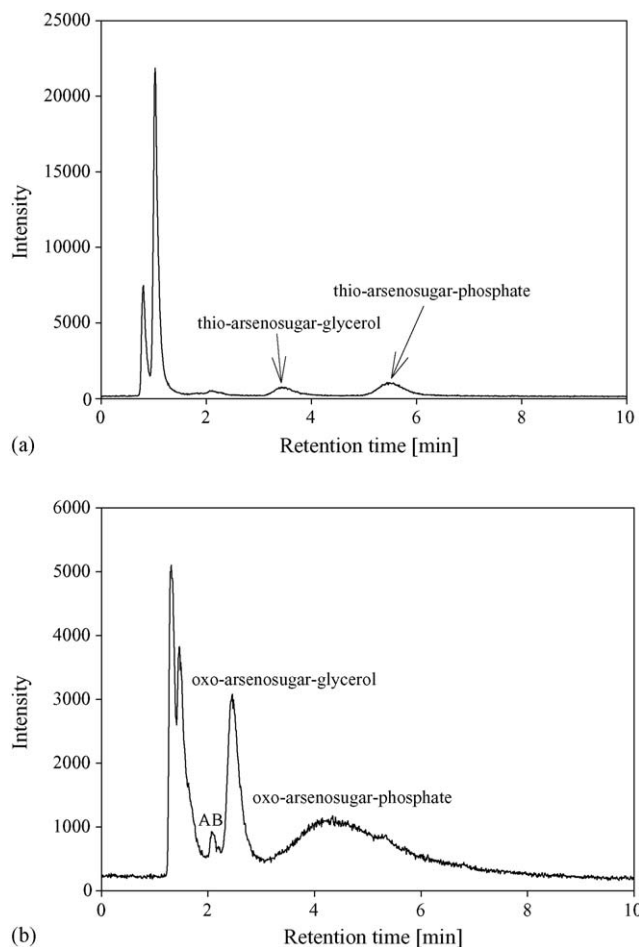 25000
20000
15000
10000
5000
0
Intensity
thio-arsenosugar-phosphate
thio-arsenosugar-glycerol
0 2 4 6 8 10
(a) Retention time [min]
6000
5000
4000
3000
2000
1000
0
Intensity
oxo-arsenosugar-glycerol
oxo-arsenosugar-phosphate
AB
0 2 4 6 8 10
(b) Retention time [min]